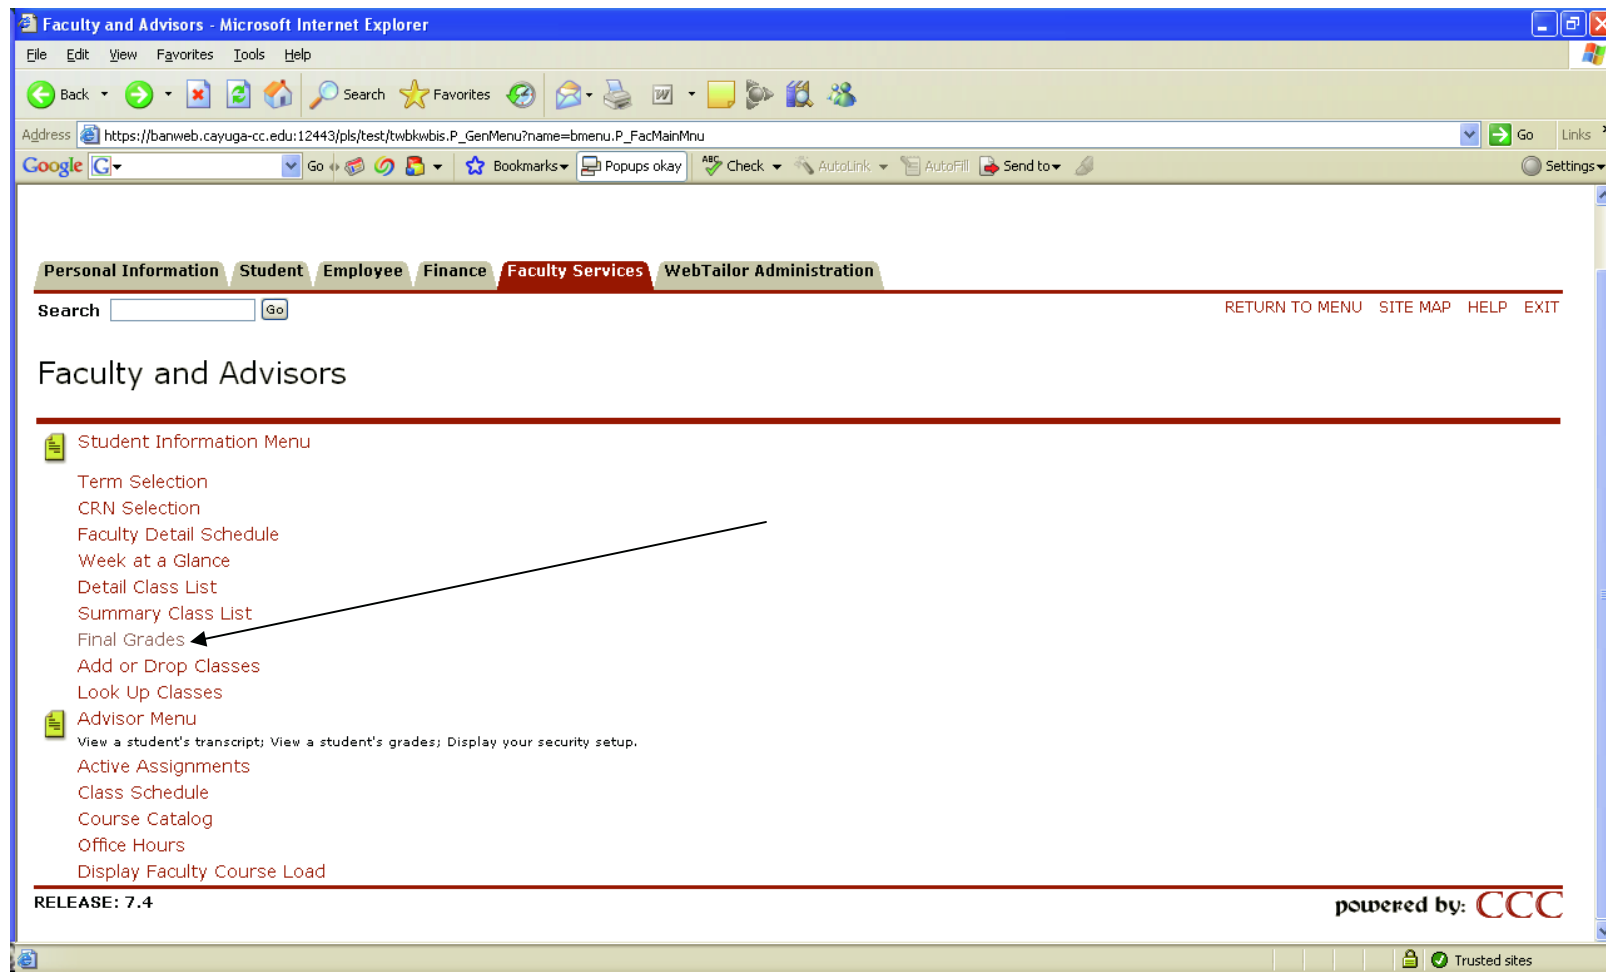 Faculty and Advisors - Microsoft Internet Explorer
File Edit View Favorites Tools Help
Back Search Favorites
Address https://banweb.cayuga-cc.edu:12443/pls/test/twbkwbis.P_GenMenu?name=bmenu.P_FacMainMnu Go Links
Google G Go Bookmarks Popups okay ABC Check AutoLink AutoFill Send to Settings
Personal Information Student Employee Finance Faculty Services WebTailor Administration
Search Go RETURN TO MENU SITE MAP HELP EXIT
Faculty and Advisors
Student Information Menu
Term Selection
CRN Selection
Faculty Detail Schedule
Week at a Glance
Detail Class List
Summary Class List
Final Grades
Add or Drop Classes
Look Up Classes
Advisor Menu
View a student's transcript; View a student's grades; Display your security setup.
Active Assignments
Class Schedule
Course Catalog
Office Hours
Display Faculty Course Load
RELEASE: 7.4 powered by: CCC
Trusted sites